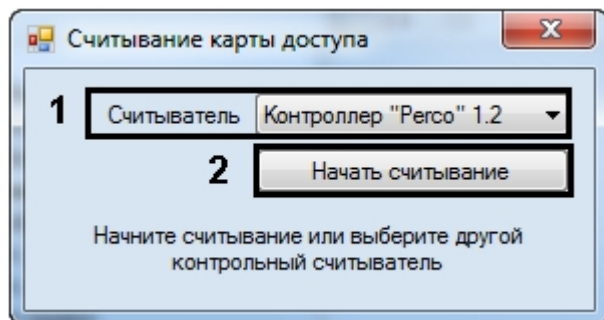 Считывание карты доступа
1 Считыватель Контроллер "Perco" 1.2
2 Начать считывание
Начните считывание или выберите другой
контрольный считыватель